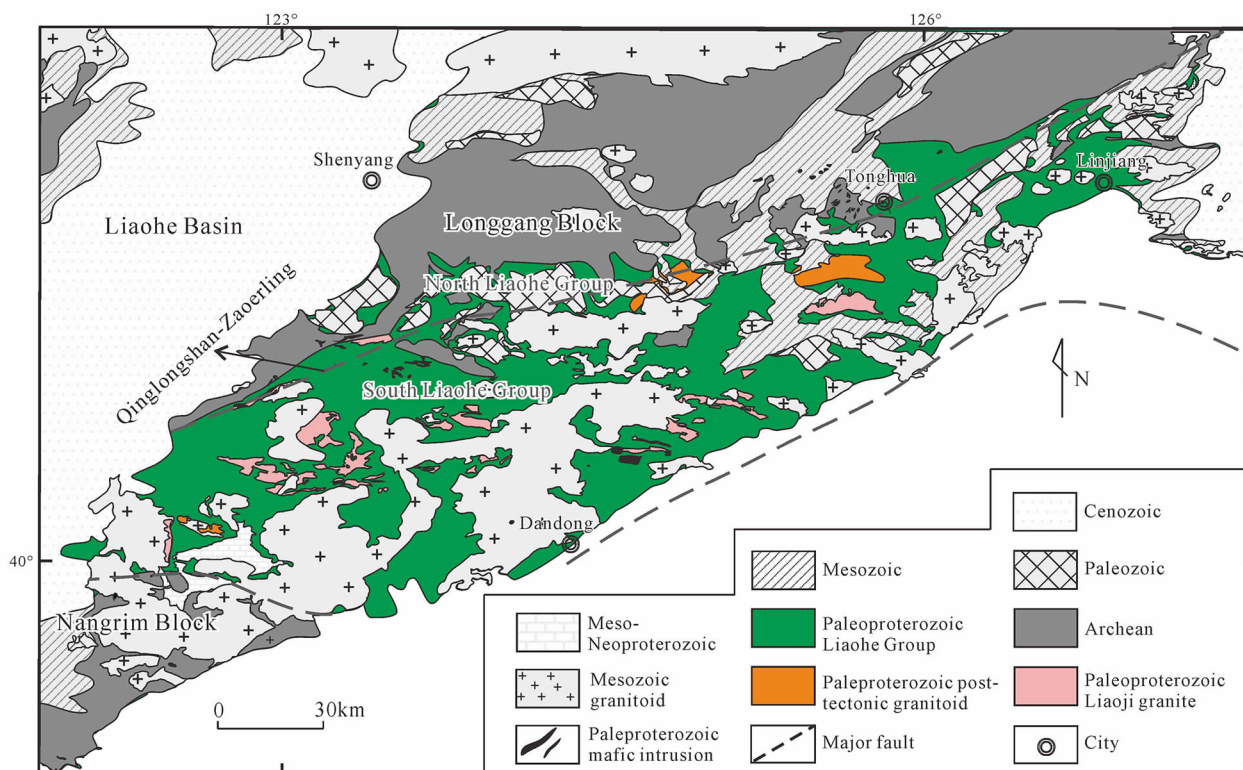 123°
126°
Shenyang
Tonghua
Linjiang
Liaohe Basin
Longgang Block
North Liaohe Group
Qinglongshan-Zaoerling
South Liaohe Group
N
Dandong
40°
Nangrim Block
0 30km
Cenozoic
Mesozoic
Paleozoic
Meso-
Neoproterozoic
Paleoproterozoic
Liaohe Group
Archean
Mesozoic
granitoid
Paleproterozoic post-
tectonic granitoid
Paleoproterozoic
Liaoji granite
Paleproterozoic
mafic intrusion
Major fault
City